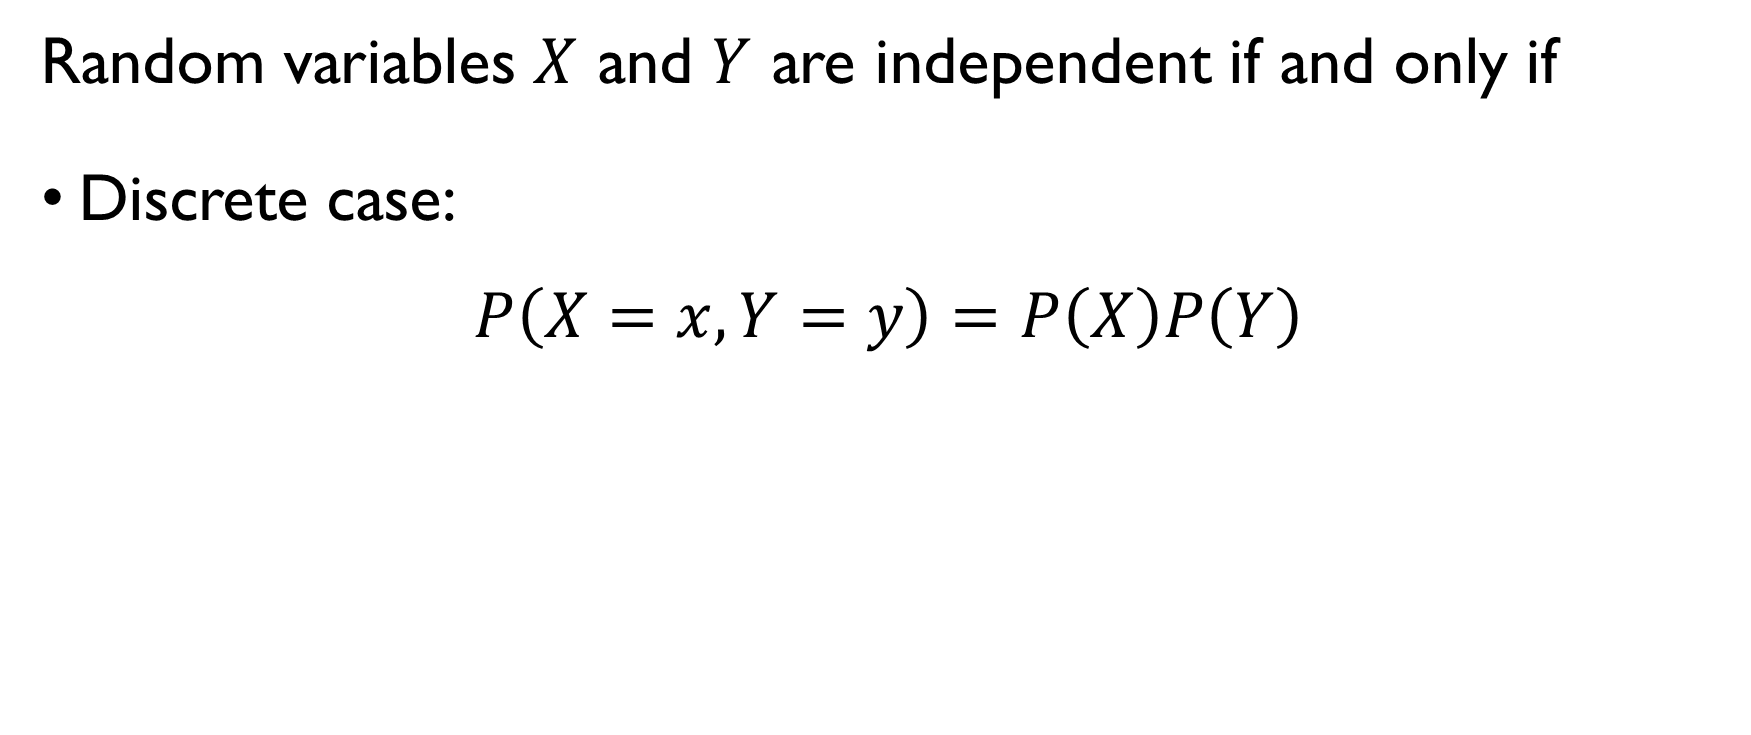 Random variables X and Y are independent if and only if
• Discrete case:
P(X = x, Y = y) = P(X)P(Y)